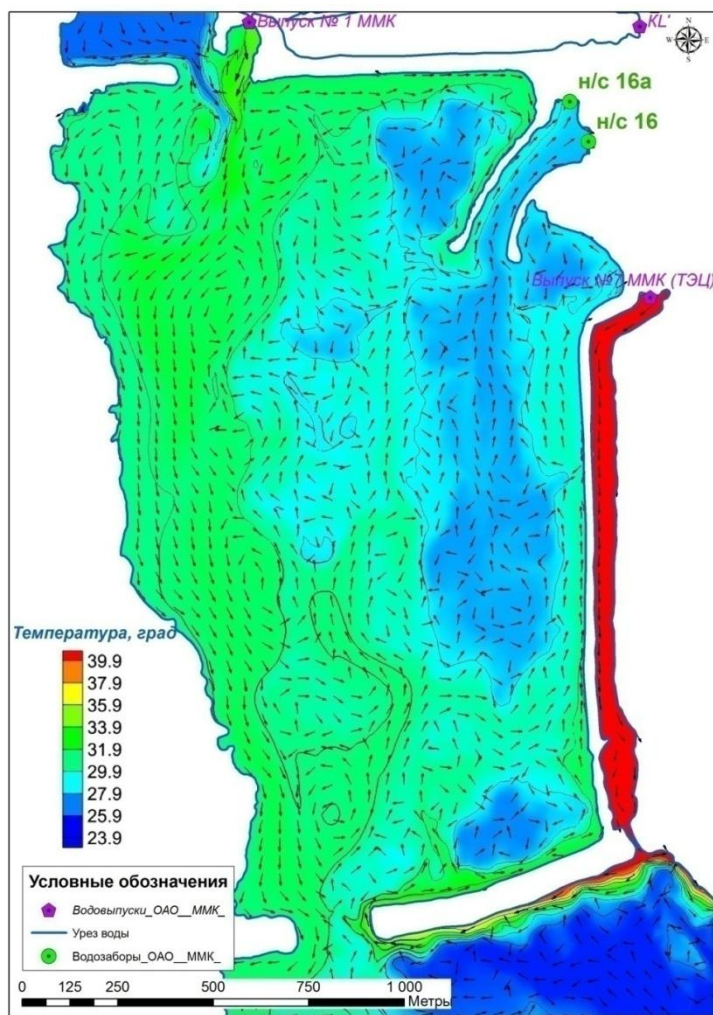 Выпуск № 1 ММК
KL'
N
W
E
S
н/с 16а
н/с 16
Выпуск №7 ММК (ТЭЦ)
Температура, град
39.9
37.9
35.9
33.9
31.9
29.9
27.9
25.9
23.9
Условные обозначения
Водовыпуски_ОАО__ММК_
Урез воды
Водозаборы_ОАО__ММК_
0 125 250 500 750 1 000
Метры